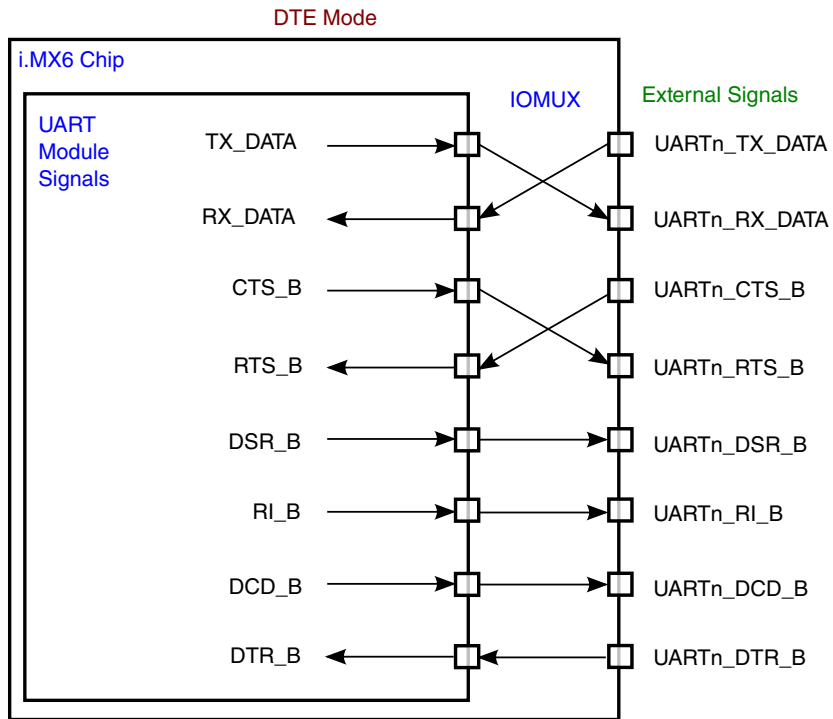 DTE Mode
i.MX6 Chip
IOMUX
External Signals
UART
Module
Signals
TX_DATA
UARTn_TX_DATA
RX_DATA
UARTn_RX_DATA
CTS_B
UARTn_CTS_B
RTS_B
UARTn_RTS_B
DSR_B
UARTn_DSR_B
RI_B
UARTn_RI_B
DCD_B
UARTn_DCD_B
DTR_B
UARTn_DTR_B